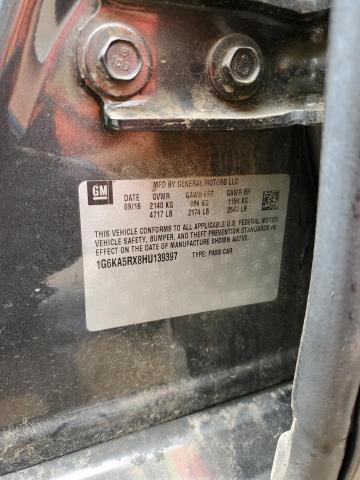 GM
MFD BY GENERAL MOTORS LLC
DATE GVWR GAWR FRT GAWR RR
09/16 2140 KG 986 KG 1154 KG
4717 LB 2174 LB 2543 LB
THIS VEHICLE CONFORMS TO ALL APPLICABLE U.S. FEDERAL MOTOR
VEHICLE SAFETY, BUMPER, AND THEFT PREVENTION STANDARDS IN
EFFECT ON THE DATE OF MANUFACTURE SHOWN ABOVE.
1G6KA5RX8HU139397 TYPE: PASS CAR